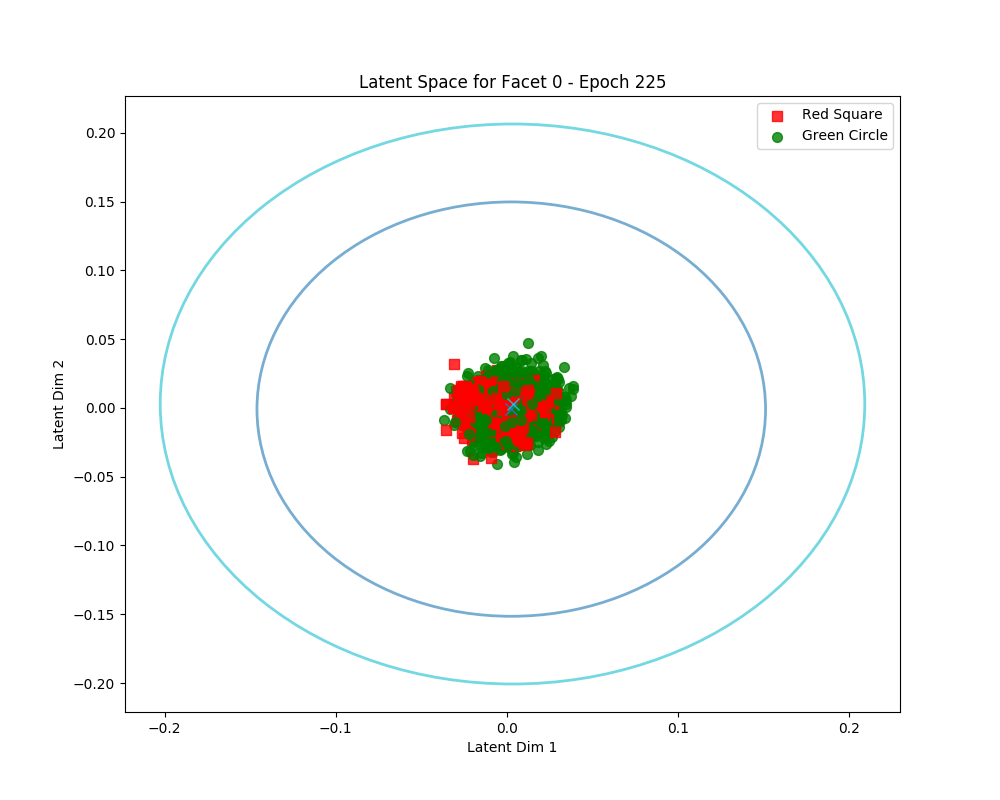 Latent Space for Facet 0 - Epoch 225
Red Square
Green Circle
0.20
0.15
0.10
0.05
0.00
−0.05
−0.10
−0.15
−0.20
Latent Dim 2
−0.2
−0.1
0.0
0.1
0.2
Latent Dim 1